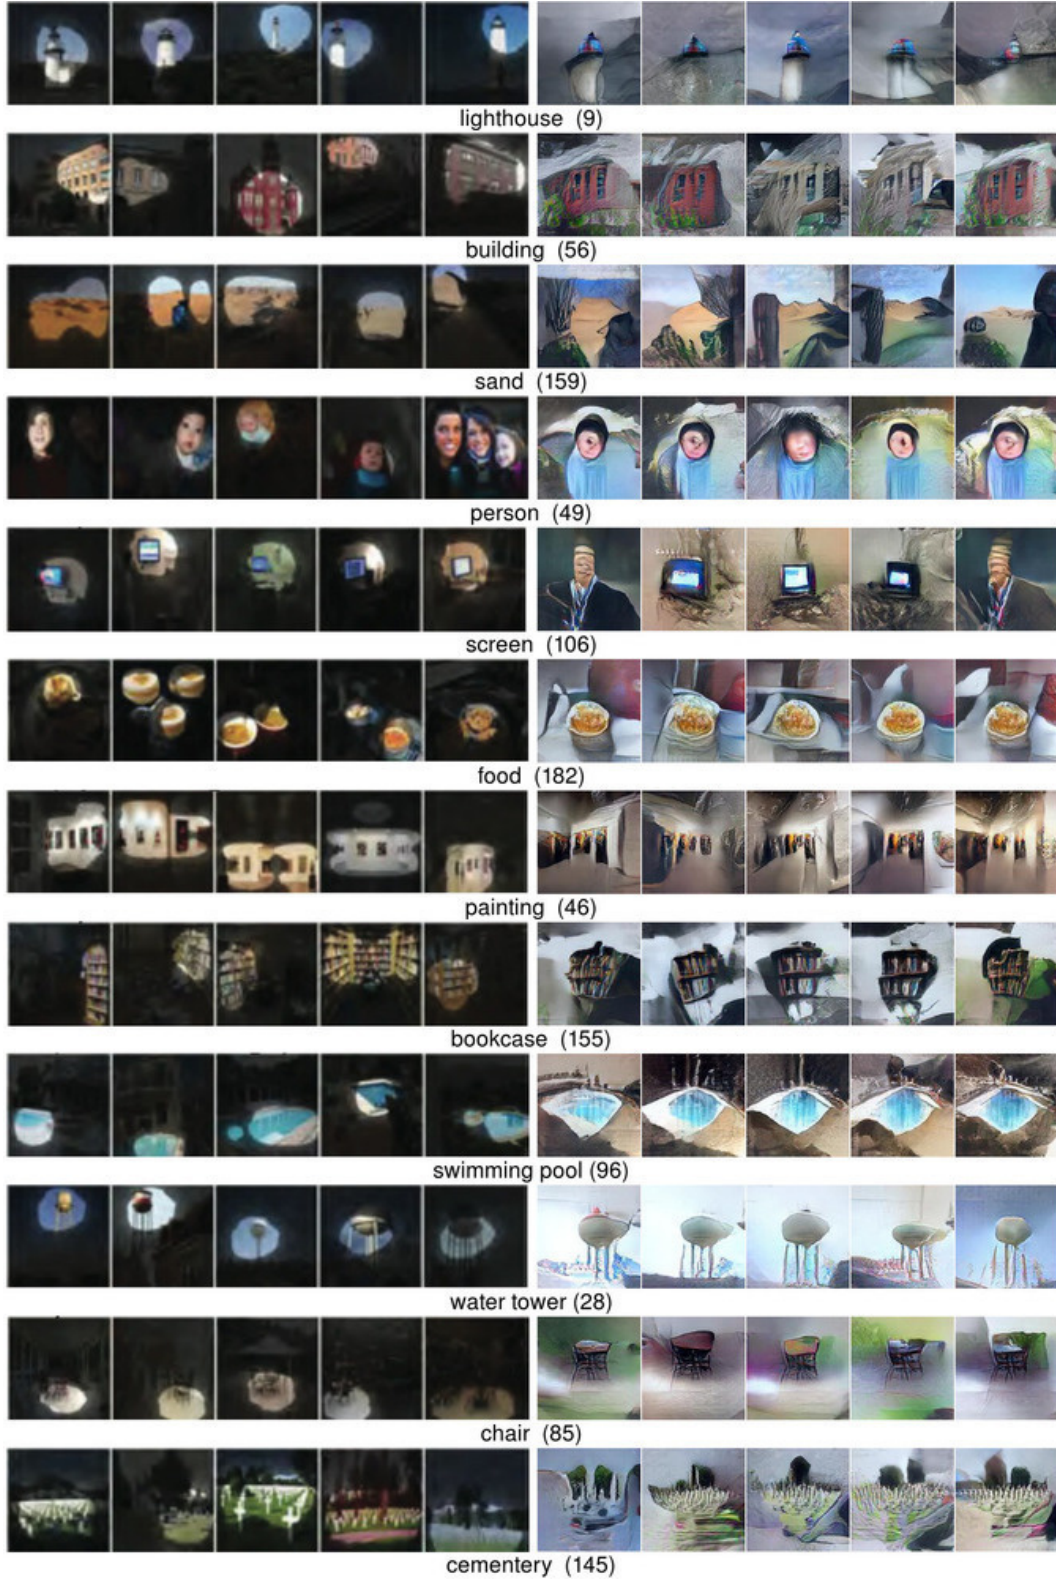 lighthouse (9)
building (56)
sand (159)
person (49)
screen (106)
food (182)
painting (46)
bookcase (155)
swimming pool (96)
water tower (28)
chair (85)
cementery (145)